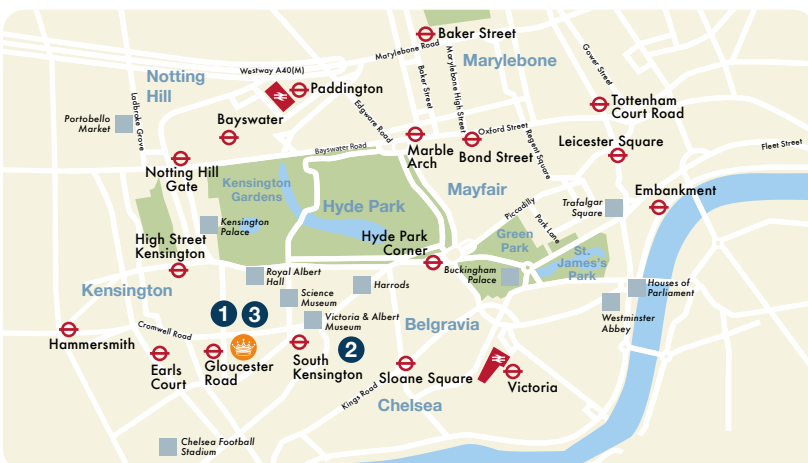 Baker Street
Marylebone Road
Marylebone
Notting
Hill
Westway A40(M)
Paddington
Gower Street
Baker Street
Marylebone High Street
Tottenham
Court Road
Portobello
Market
Ladbroke Grove
Bayswater
Edgware Road
Oxford Street
Regent Square
Leicester Square
Fleet Street
Bayswater Road
Marble
Arch
Bond Street
Notting Hill
Gate
Kensington
Gardens
Mayfair
Embankment
Hyde Park
Piccadilly
Trafalgar
Square
Kensington
Palace
Park Lane
High Street
Kensington
Hyde Park
Corner
Green
Park
St.
James's
Park
Royal Albert
Hall
Buckingham
Palace
Kensington
Science
Museum
Harrods
Houses of
Parliament
1
3
Victoria & Albert
Museum
Belgravia
Westminster
Abbey
Cromwell Road
Hammersmith
2
Earls
Court
Gloucester
Road
South
Kensington
Sloane Square
Victoria
Kings Road
Chelsea
Chelsea Football
Stadium